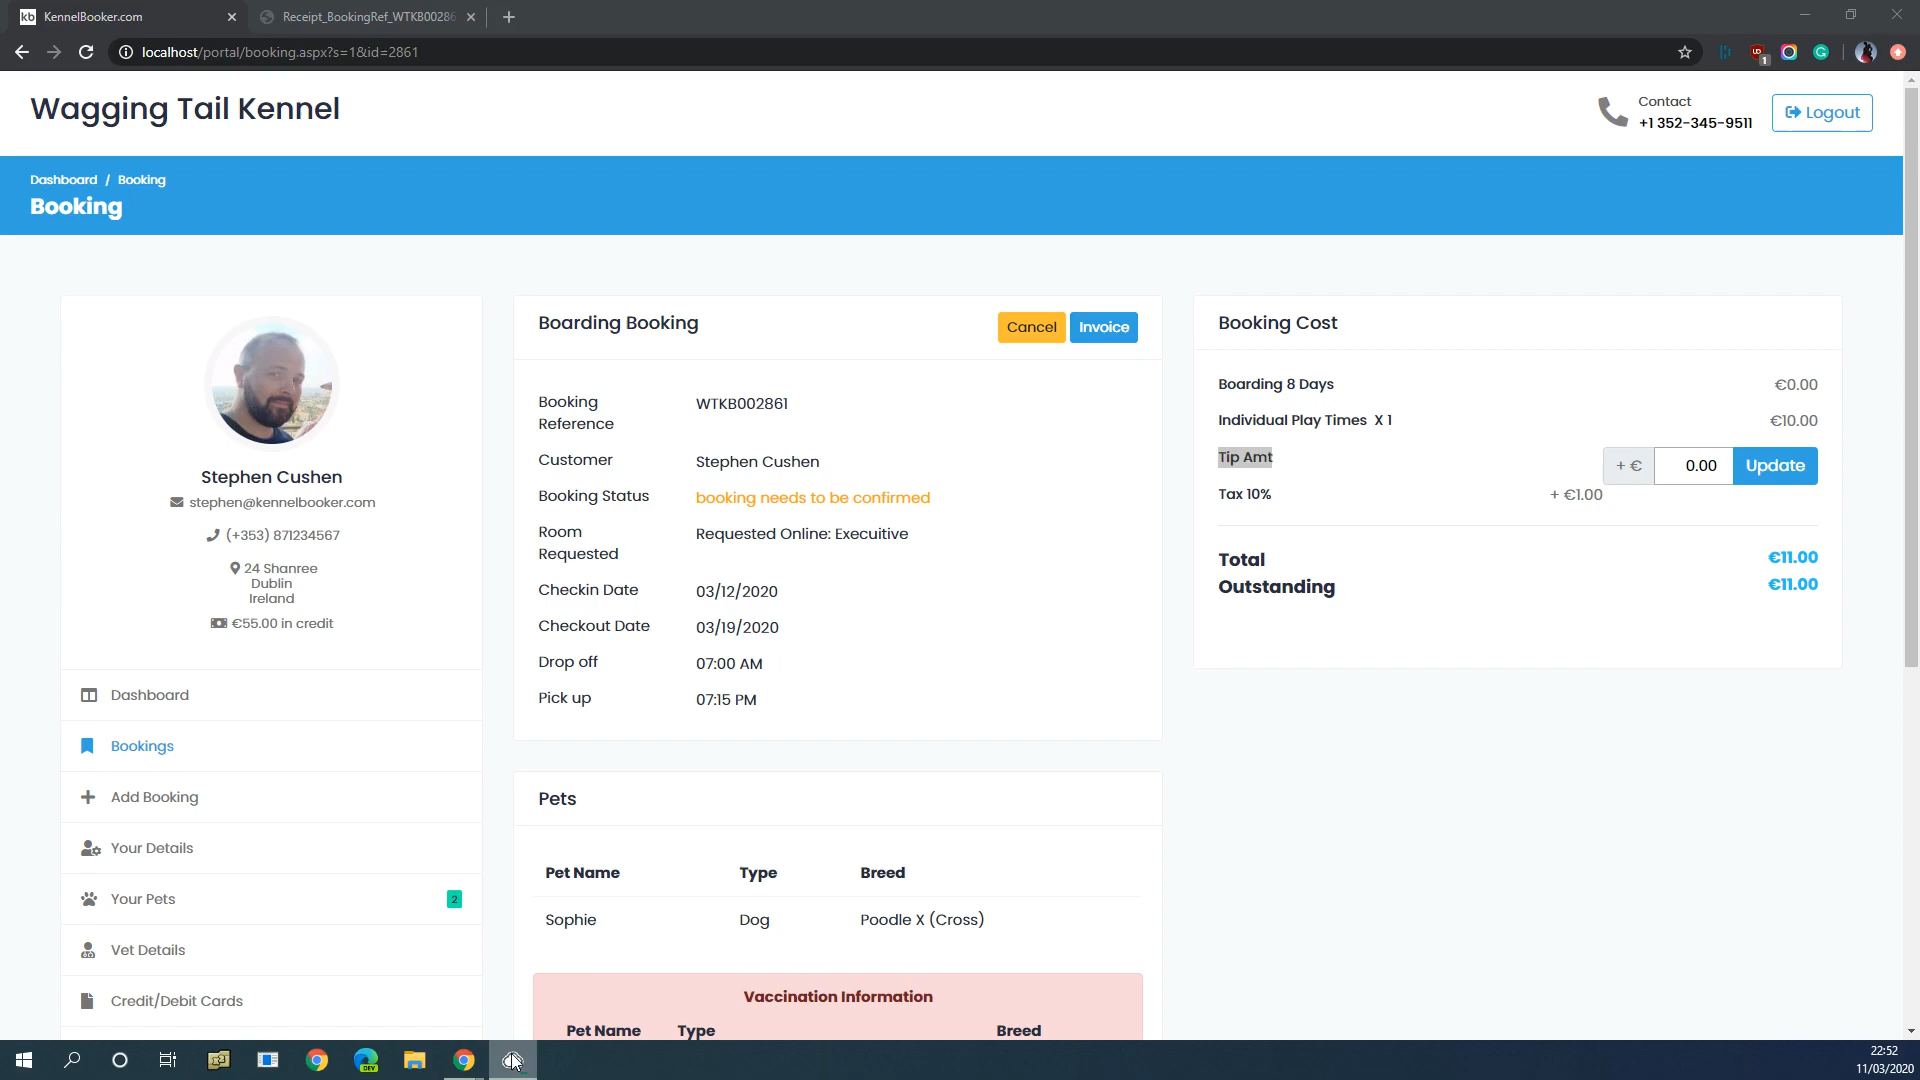 KennelBooker.com
Receipt_BookingRef_WTKB00286
localhost/portal/booking.aspx?s=1&id=2861
Wagging Tail Kennel
Contact
+1 352-345-9511
Logout
Dashboard / Booking
Booking
Stephen Cushen
stephen@kennelbooker.com
(+353) 871234567
24 Shanree
Dublin
Ireland
€55.00 in credit
Dashboard
Bookings
Add Booking
Your Details
Your Pets 2
Vet Details
Credit/Debit Cards
Boarding Booking
Cancel Invoice
Booking
Reference
WTKB002861
Customer Stephen Cushen
Booking Status booking needs to be confirmed
Room
Requested
Requested Online: Execuitive
Checkin Date 03/12/2020
Checkout Date 03/19/2020
Drop off 07:00 AM
Pick up 07:15 PM
Pets
Pet Name Type Breed
Sophie Dog Poodle X (Cross)
Vaccination Information
Pet Name Type Breed
Booking Cost
Boarding 8 Days €0.00
Individual Play Times X 1 €10.00
Tip Amt + € 0.00 Update
Tax 10% + €1.00
Total €11.00
Outstanding €11.00
22:52
11/03/2020